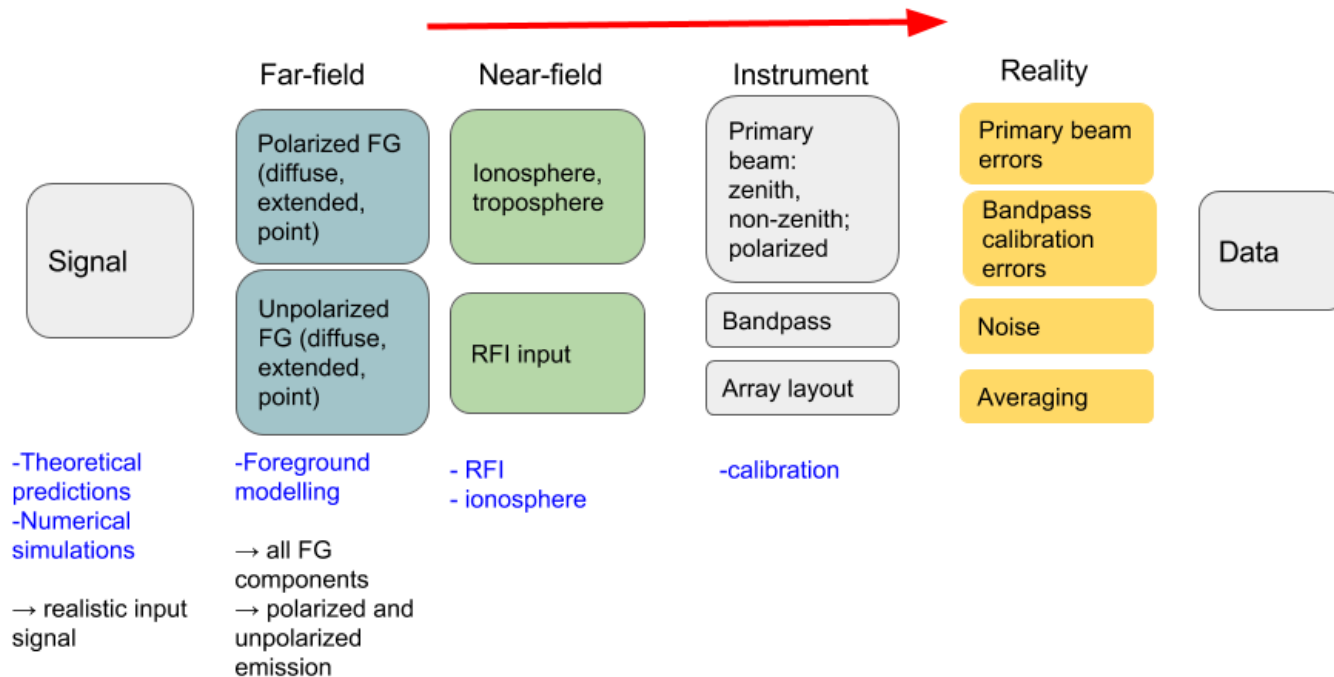 Far-field
Near-field
Instrument
Reality
Signal
Polarized FG
(diffuse,
extended,
point)
Unpolarized
FG (diffuse,
extended,
point)
Ionosphere,
troposphere
RFI input
Primary
beam:
zenith,
non-zenith;
polarized
Bandpass
Array layout
Primary beam
errors
Bandpass
calibration
errors
Noise
Averaging
Data
-Theoretical
predictions
-Numerical
simulations
→ realistic input
signal
-Foreground
modelling
→ all FG
components
→ polarized and
unpolarized
emission
- RFI
- ionosphere
-calibration